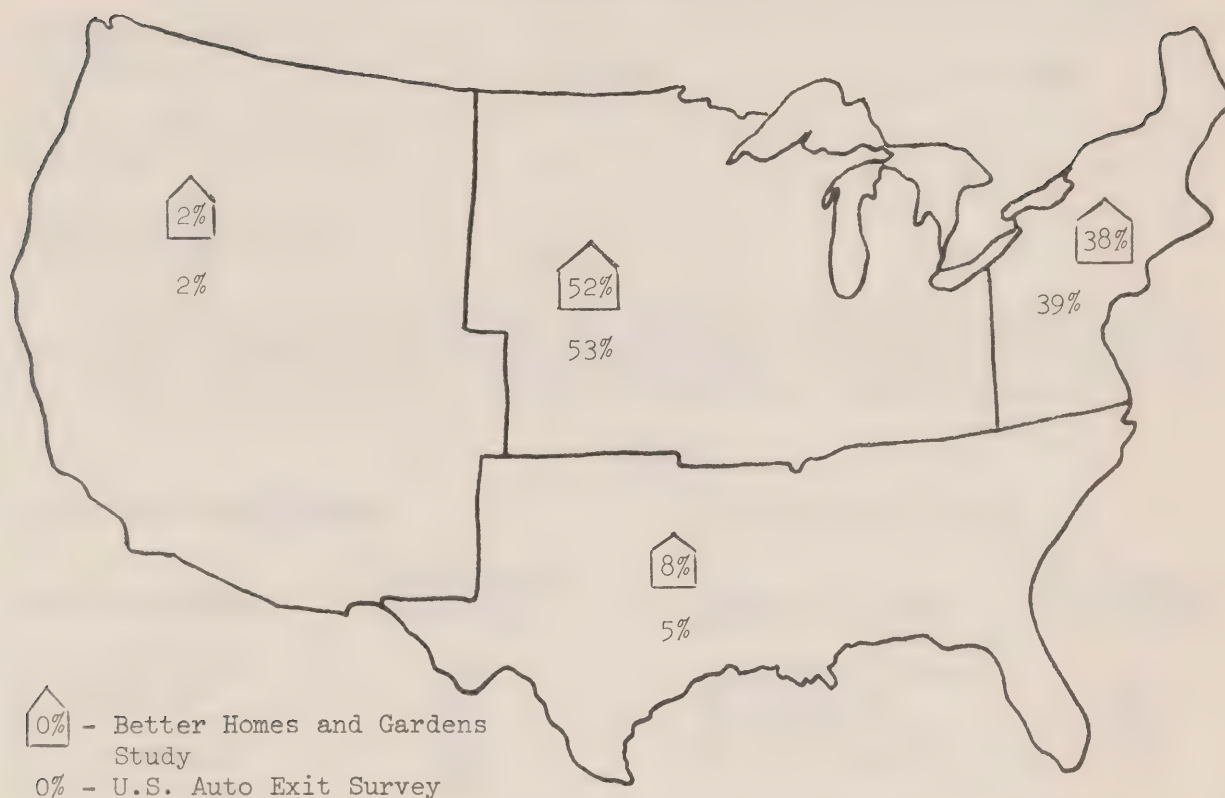 2%
2%
52%
53%
38%
39%
8%
5%
0% - Better Homes and Gardens
Study
0% - U.S. Auto Exit Survey